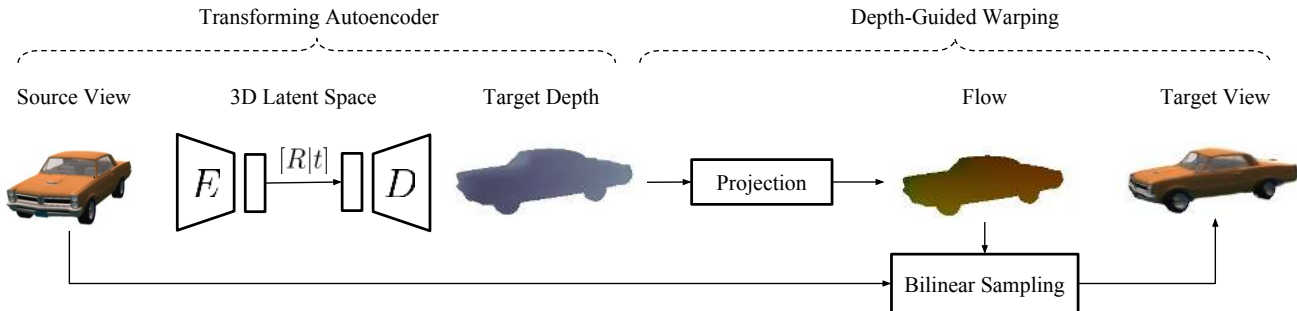 Transforming Autoencoder
Depth-Guided Warping
Source View
3D Latent Space
Target Depth
Flow
Target View
E
[R|t]
D
Projection
Bilinear Sampling